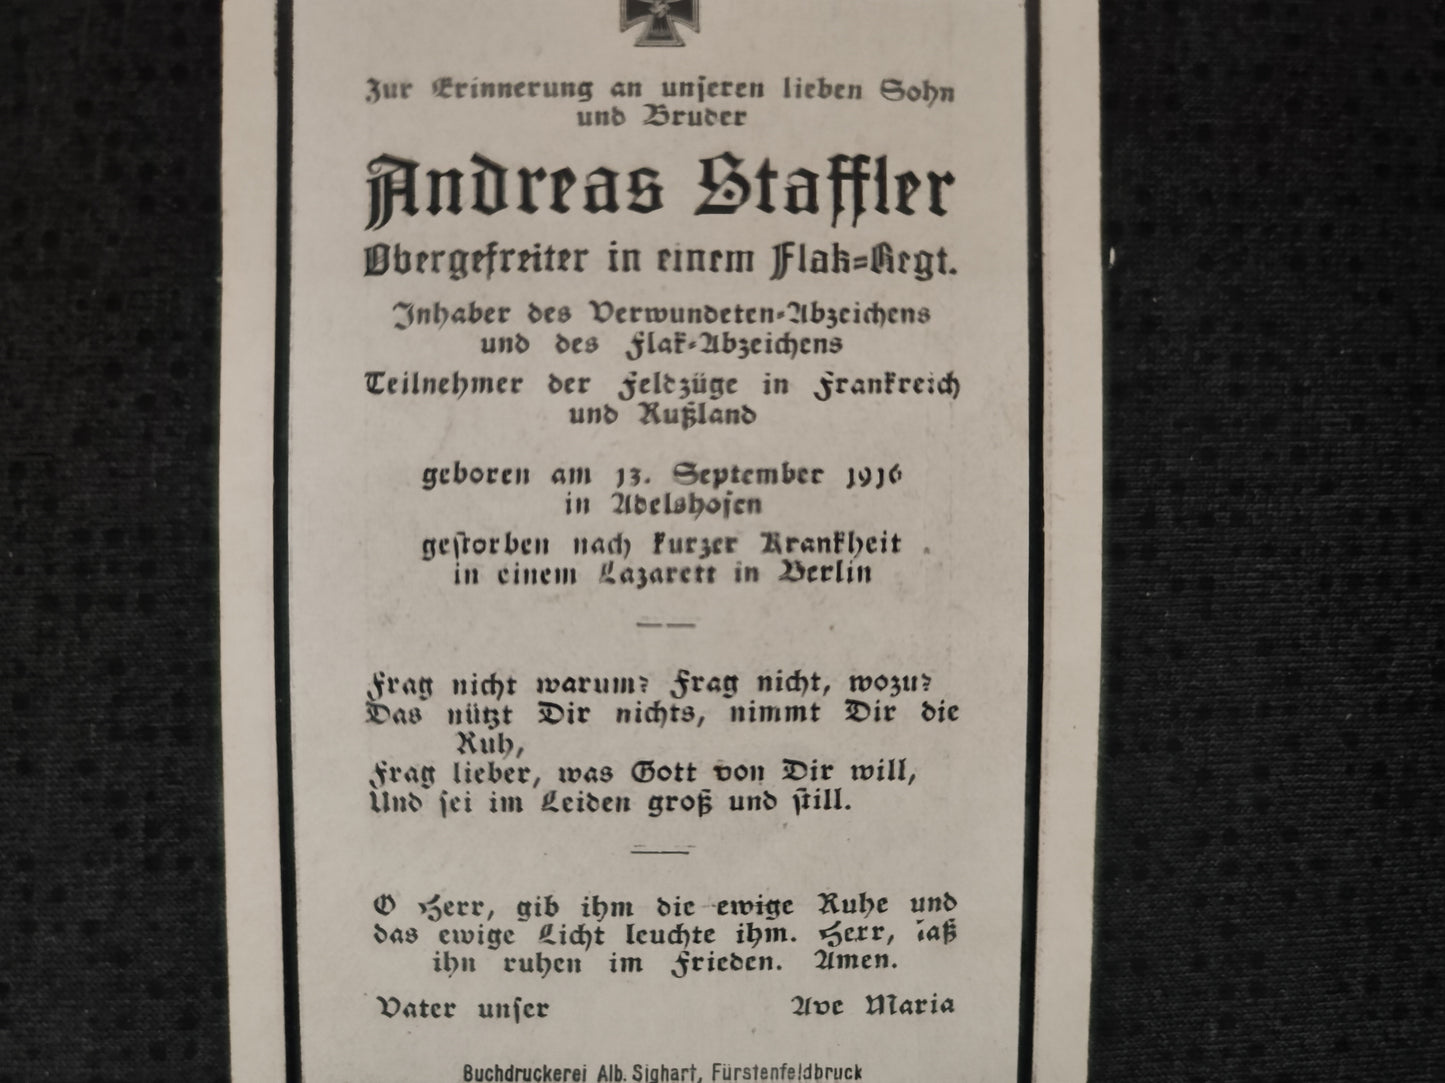 Zur Erinnerung an unseren lieben Sohn
und Bruder
Andreas Staffler
Obergefreiter in einem Flak=Regt.
Inhaber des Verwundeten-Abzeichens
und des Flak-Abzeichens
Teilnehmer der Feldzüge in Frankreich
und Rußland
geboren am 13. September 1916
in Adelshofen
gestorben nach kurzer Krankheit
in einem Lazarett in Berlin
Frag nicht warum? Frag nicht, wozu?
Das nützt Dir nichts, nimmt Dir die
Ruh,
Frag lieber, was Gott von Dir will,
Und sei im Leiden groß und still.
O Herr, gib ihm die ewige Ruhe und
das ewige Licht leuchte ihm. Herr, laß
ihn ruhen im Frieden. Amen.
Vater unser Ave Maria
Buchdruckerei Alb. Sighart, Fürstenfeldbruck